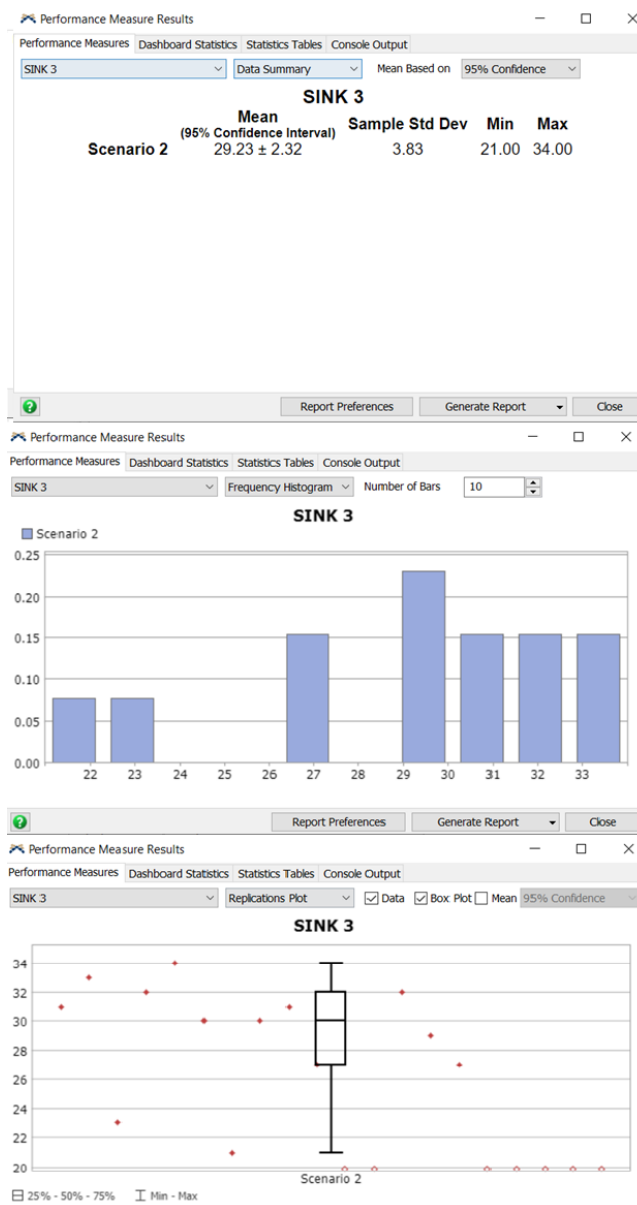 Performance Measure Results
Performance Measures Dashboard Statistics Statistics Tables Console Output
SINK 3 Data Summary Mean Based on 95% Confidence
SINK 3
Mean
(95% Confidence Interval) Sample Std Dev Min Max
Scenario 2 29.23 ± 2.32 3.83 21.00 34.00
? Report Preferences Generate Report Close
Performance Measure Results
Performance Measures Dashboard Statistics Statistics Tables Console Output
SINK 3 Frequency Histogram Number of Bars 10
SINK 3
Scenario 2
0.25
0.20
0.15
0.10
0.05
0.00
22 23 24 25 26 27 28 29 30 31 32 33
? Report Preferences Generate Report Close
Performance Measure Results
Performance Measures Dashboard Statistics Statistics Tables Console Output
SINK 3 Replications Plot Data Box Plot Mean 95% Confidence
SINK 3
34
32
30
28
26
24
22
20
Scenario 2
25% - 50% - 75% Min - Max